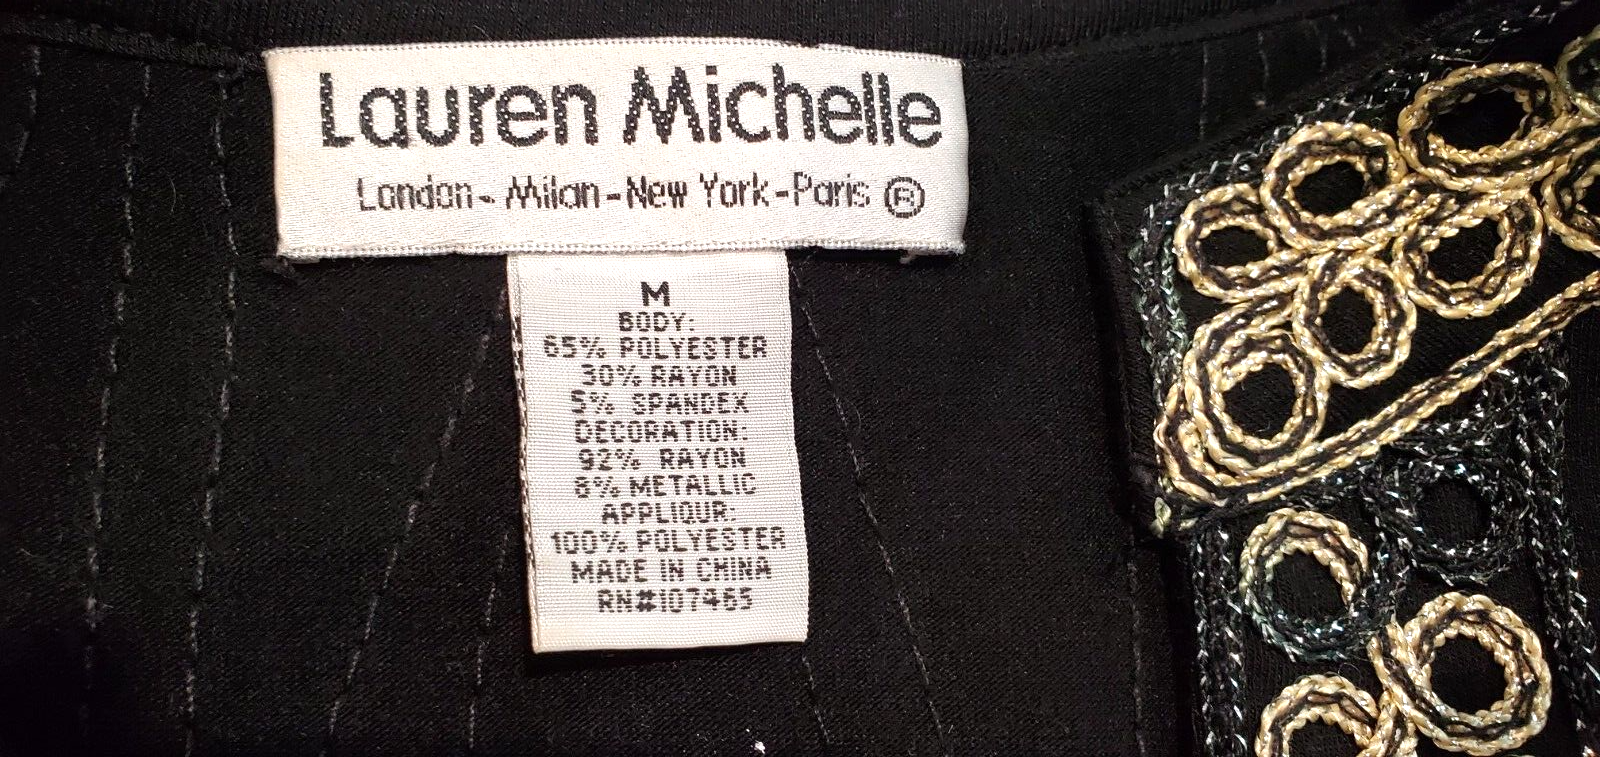 Lauren Michelle
London - Milan - New York - Paris ®
M
BODY:
65% POLYESTER
30% RAYON
5% SPANDEX
DECORATION:
92% RAYON
8% METALLIC
APPLIQUR:
100% POLYESTER
MADE IN CHINA
RN#107465